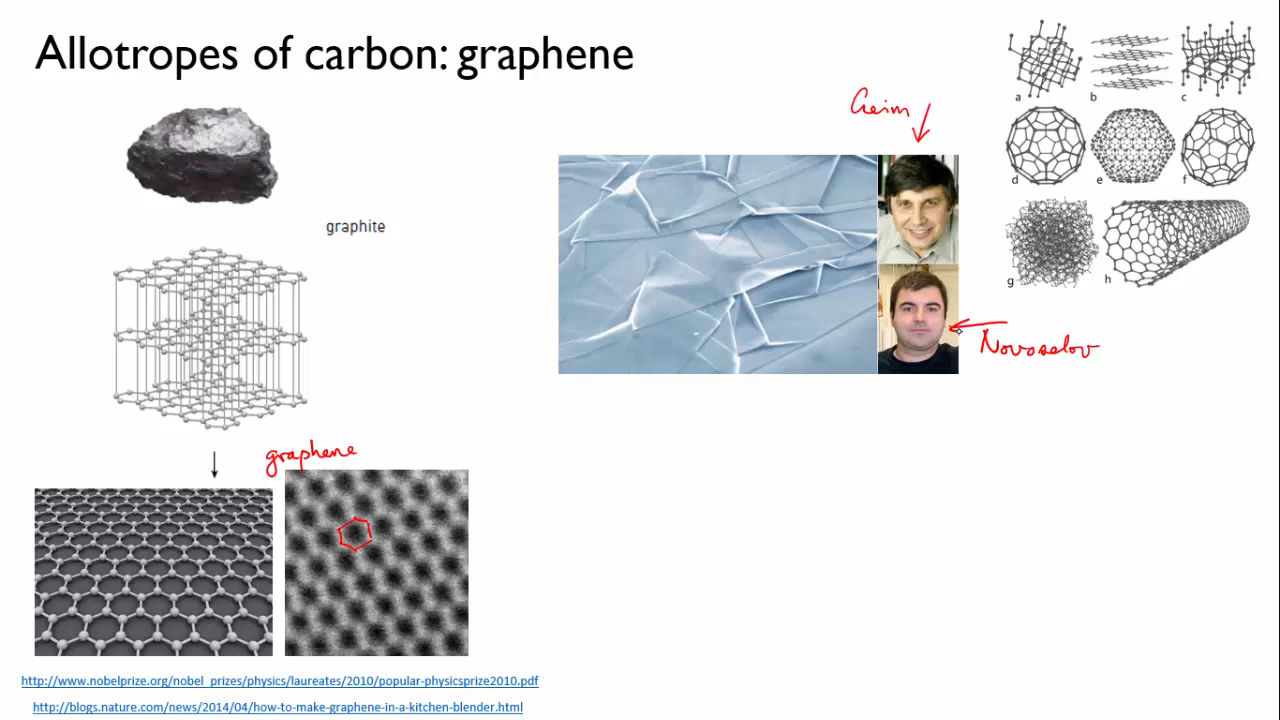 Allotropes of carbon: graphene
a b c
d e f
g h
Geim
graphite
Novoselov
graphene
http://www.nobelprize.org/nobel_prizes/physics/laureates/2010/popular-physicsprize2010.pdf
http://blogs.nature.com/news/2014/04/how-to-make-graphene-in-a-kitchen-blender.html